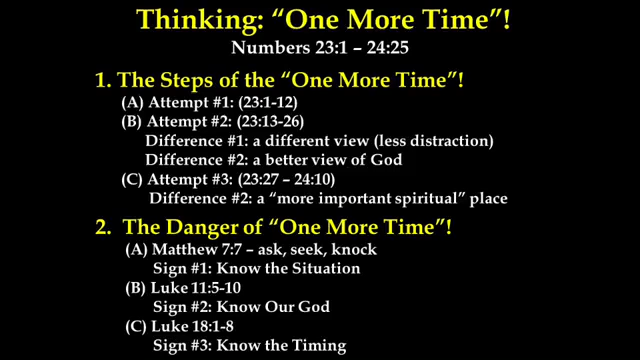 Thinking: “One More Time”!
Numbers 23:1 – 24:25
1. The Steps of the “One More Time”!
(A) Attempt #1: (23:1-12)
(B) Attempt #2: (23:13-26)
Difference #1: a different view (less distraction)
Difference #2: a better view of God
(C) Attempt #3: (23:27 – 24:10)
Difference #2: a “more important spiritual” place
2. The Danger of “One More Time”!
(A) Matthew 7:7 – ask, seek, knock
Sign #1: Know the Situation
(B) Luke 11:5-10
Sign #2: Know Our God
(C) Luke 18:1-8
Sign #3: Know the Timing